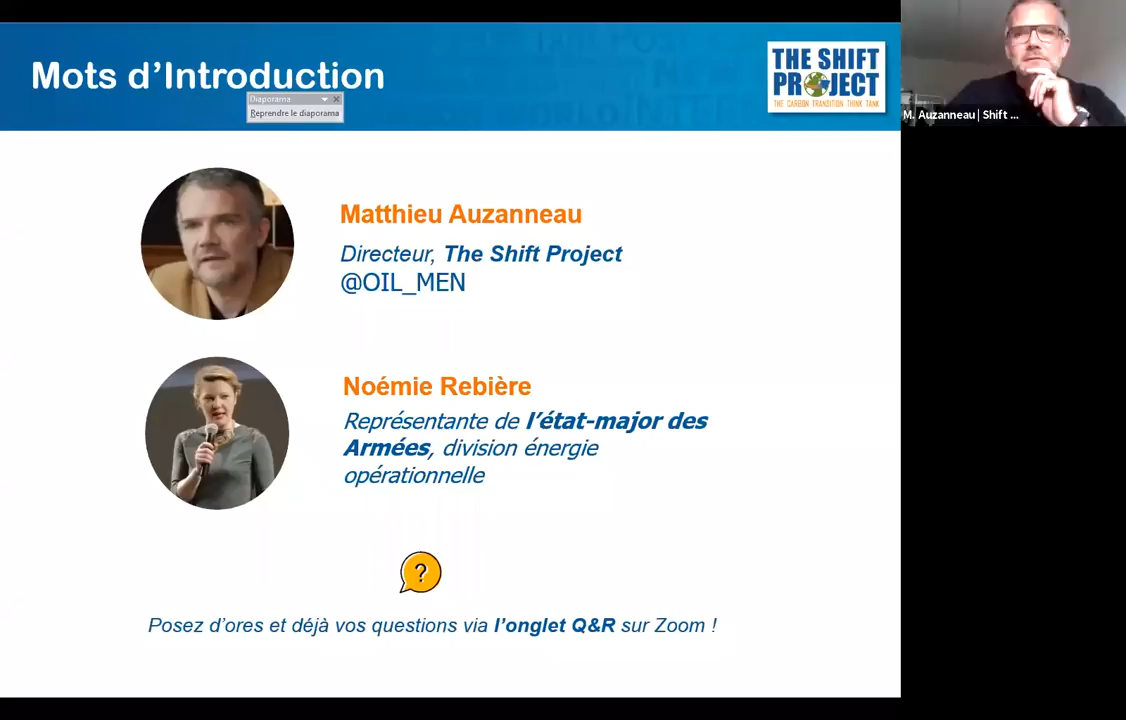 Mots d’Introduction
Diaporama
Reprendre le diaporama
THE SHIFT
PROJECT
THE CARBON TRANSITION THINK TANK
M. Auzanneau | Shift ...
Matthieu Auzanneau
Directeur, The Shift Project
@OIL_MEN
Noémie Rebière
Représentante de l’état-major des
Armées, division énergie
opérationnelle
?
Posez d’ores et déjà vos questions via l’onglet Q&R sur Zoom !